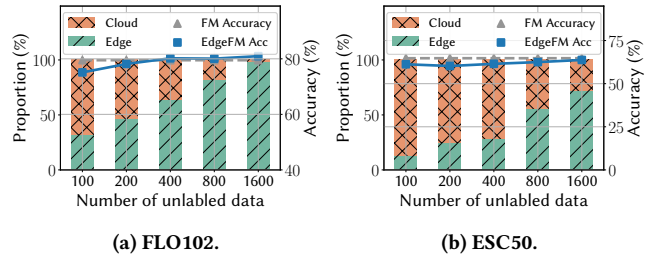 Cloud
FM Accuracy
Edge
EdgeFM Acc
Proportion (%)
100
50
0
80
60
40
Accuracy (%)
100 200 400 800 1600
Number of unlabled data
(a) FLO102.
Cloud
FM Accuracy
Edge
EdgeFM Acc
Proportion (%)
100
50
0
75
50
25
0
Accuracy (%)
100 200 400 800 1600
Number of unlabled data
(b) ESC50.